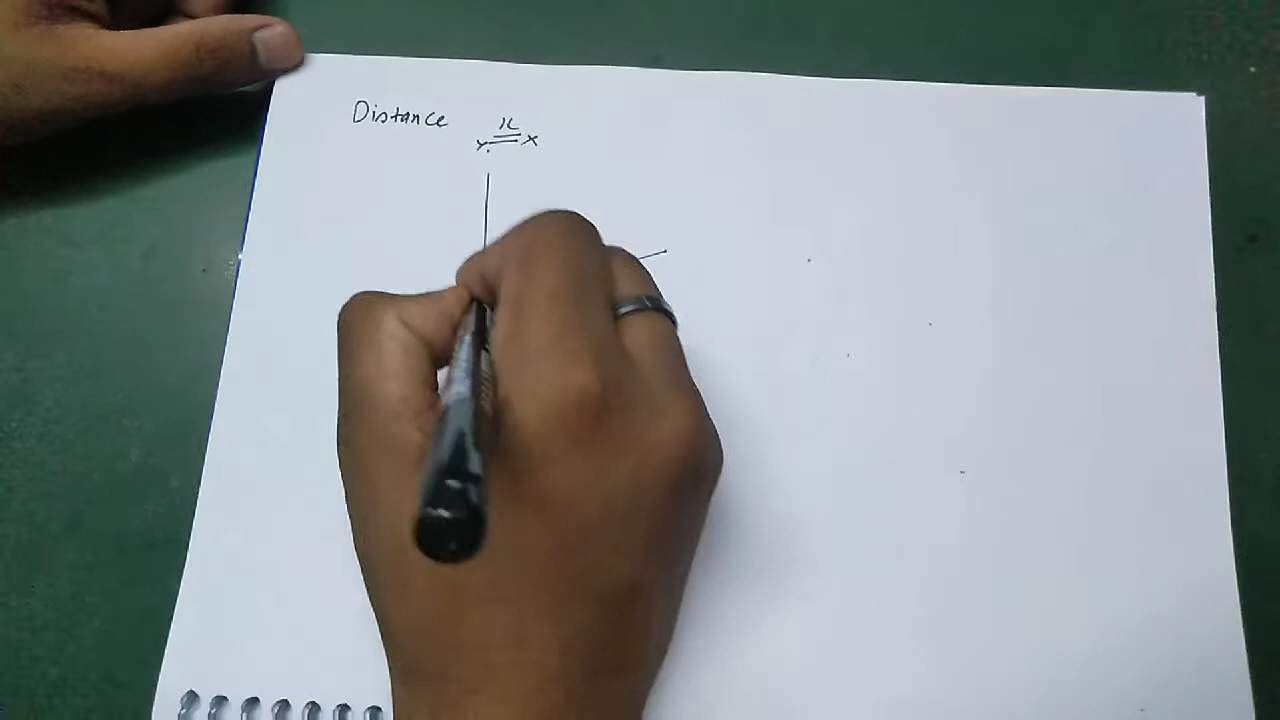 Distance
x
y = x